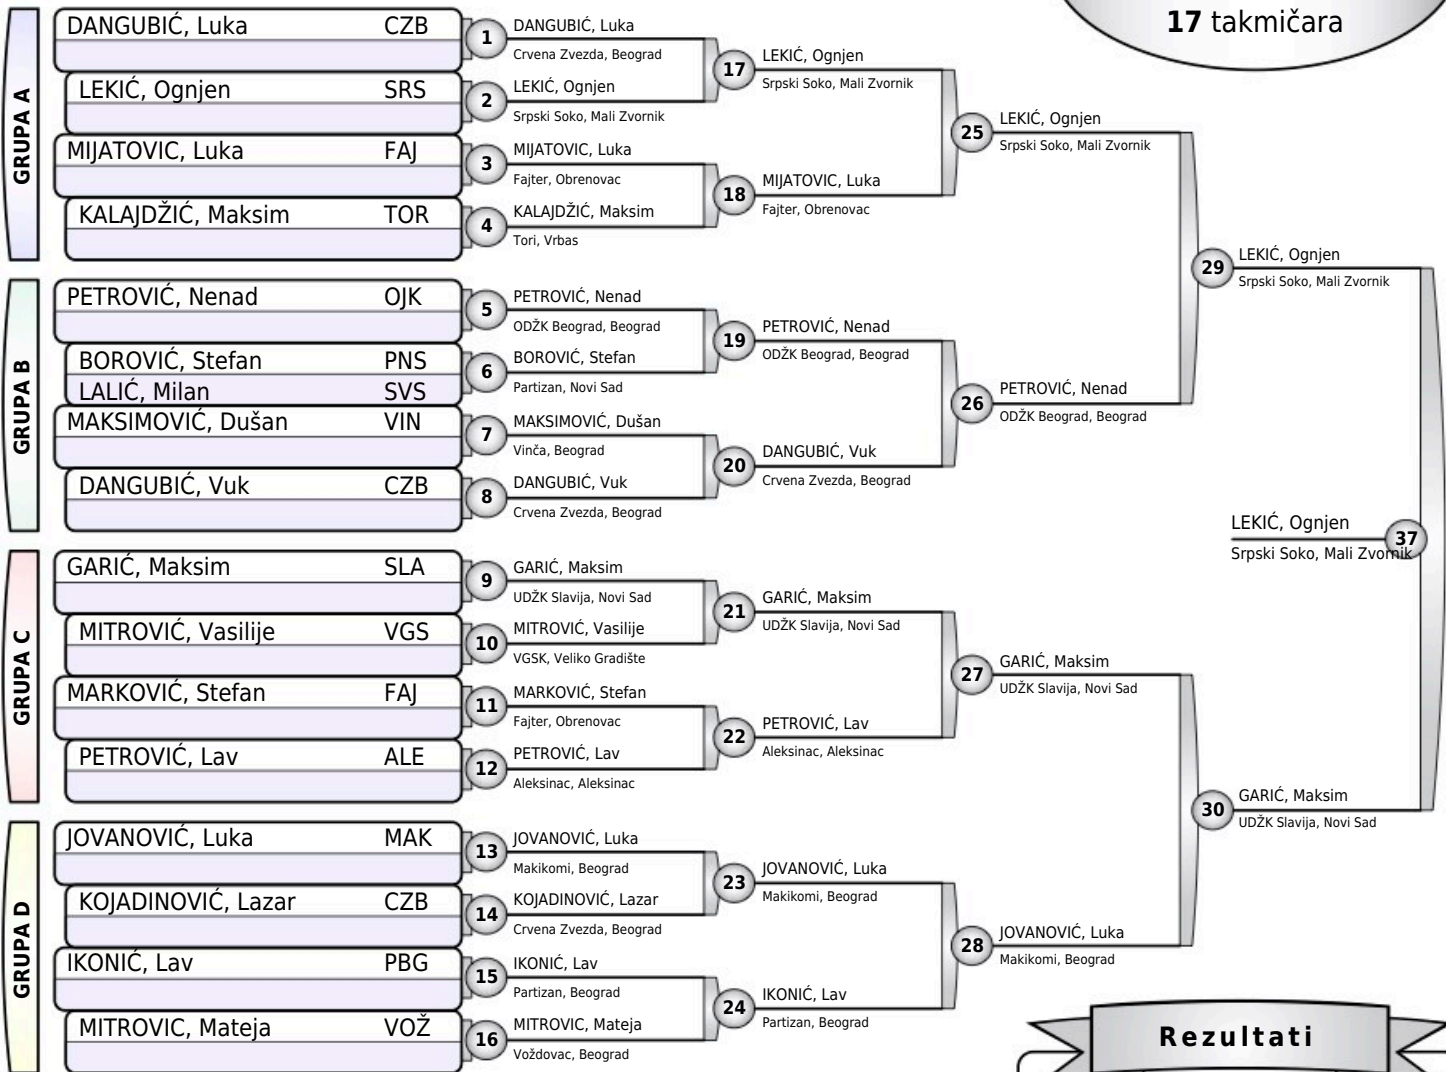 17 takmičara
GRUPA A
DANGUBIĆ, Luka CZB
LEKIĆ, Ognjen SRS
MIJATOVIC, Luka FAJ
KALAJDŽIĆ, Maksim TOR
GRUPA B
PETROVIĆ, Nenad OJK
BOROVIĆ, Stefan PNS
LALIĆ, Milan SVS
MAKSIMOVIĆ, Dušan VIN
DANGUBIĆ, Vuk CZB
GRUPA C
GARIĆ, Maksim SLA
MITROVIĆ, Vasilije VGS
MARKOVIĆ, Stefan FAJ
PETROVIĆ, Lav ALE
GRUPA D
JOVANOVIĆ, Luka MAK
KOJADINOVIĆ, Lazar CZB
IKONIĆ, Lav PBG
MITROVIC, Mateja VOŽ
1 DANGUBIĆ, Luka
Crvena Zvezda, Beograd
2 LEKIĆ, Ognjen
Srpski Soko, Mali Zvornik
3 MIJATOVIC, Luka
Fajter, Obrenovac
4 KALAJDŽIĆ, Maksim
Tori, Vrbas
5 PETROVIĆ, Nenad
ODŽK Beograd, Beograd
6 BOROVIĆ, Stefan
Partizan, Novi Sad
7 MAKSIMOVIĆ, Dušan
Vinča, Beograd
8 DANGUBIĆ, Vuk
Crvena Zvezda, Beograd
9 GARIĆ, Maksim
UDŽK Slavija, Novi Sad
10 MITROVIĆ, Vasilije
VGSK, Veliko Gradište
11 MARKOVIĆ, Stefan
Fajter, Obrenovac
12 PETROVIĆ, Lav
Aleksinac, Aleksinac
13 JOVANOVIĆ, Luka
Makikomi, Beograd
14 KOJADINOVIĆ, Lazar
Crvena Zvezda, Beograd
15 IKONIĆ, Lav
Partizan, Beograd
16 MITROVIC, Mateja
Voždovac, Beograd
17 LEKIĆ, Ognjen
Srpski Soko, Mali Zvornik
18 MIJATOVIC, Luka
Fajter, Obrenovac
19 PETROVIĆ, Nenad
ODŽK Beograd, Beograd
20 DANGUBIĆ, Vuk
Crvena Zvezda, Beograd
21 GARIĆ, Maksim
UDŽK Slavija, Novi Sad
22 PETROVIĆ, Lav
Aleksinac, Aleksinac
23 JOVANOVIĆ, Luka
Makikomi, Beograd
24 IKONIĆ, Lav
Partizan, Beograd
25 LEKIĆ, Ognjen
Srpski Soko, Mali Zvornik
26 PETROVIĆ, Nenad
ODŽK Beograd, Beograd
27 GARIĆ, Maksim
UDŽK Slavija, Novi Sad
28 JOVANOVIĆ, Luka
Makikomi, Beograd
29 LEKIĆ, Ognjen
Srpski Soko, Mali Zvornik
30 GARIĆ, Maksim
UDŽK Slavija, Novi Sad
LEKIĆ, Ognjen 37
Srpski Soko, Mali Zvornik
Rezultati